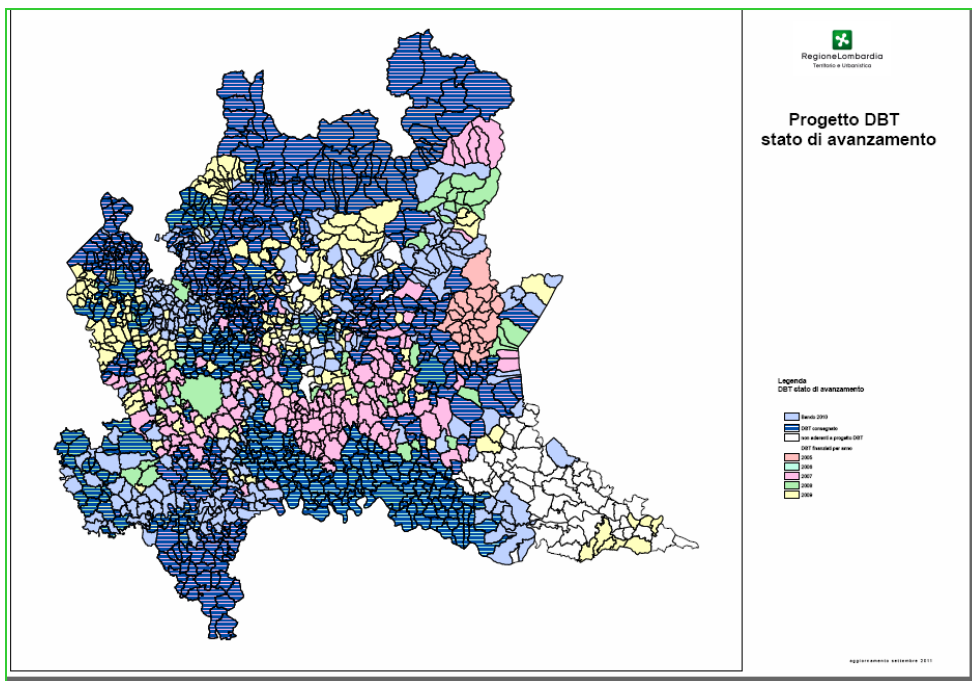 RegioneLombardia
Territorio e Urbanistica
Progetto DBT
stato di avanzamento
Legenda
DBT stato di avanzamento
Bando 2010
DBT consegnato
non aderenti a progetto DBT
DBT finanziati per anno
2005
2006
2007
2008
2009
aggiornamento settembre 2011